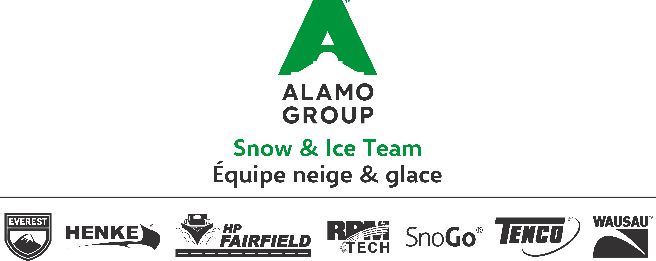 ALAMO
GROUP
Snow & Ice Team
Équipe neige & glace
EVEREST
HENKE
HP
FAIRFIELD
RPM
TECH
SnoGo®
TENCO
WAUSAU